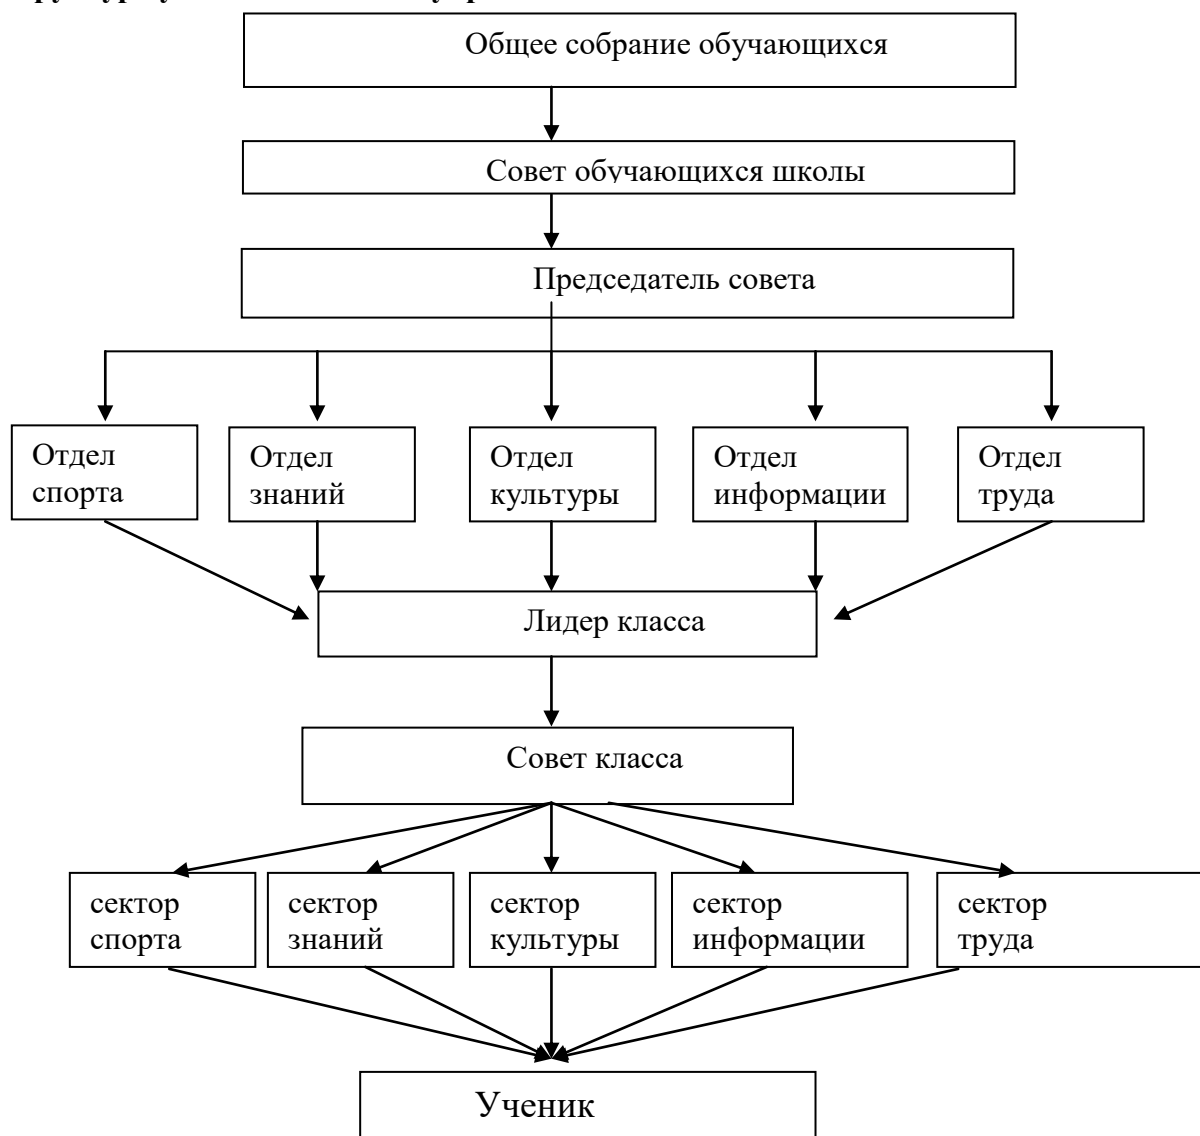 Общее собрание обучающихся
Совет обучающихся школы
Председатель совета
Отдел
спорта
Отдел
знаний
Отдел
культуры
Отдел
информации
Отдел
труда
Лидер класса
Совет класса
сектор
спорта
сектор
знаний
сектор
культуры
сектор
информации
сектор
труда
Ученик